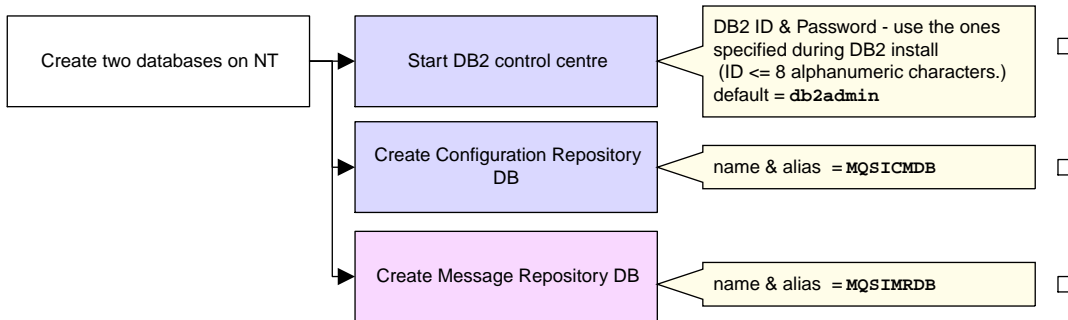 Create two databases on NT
Start DB2 control centre
DB2 ID & Password - use the ones
specified during DB2 install
(ID <= 8 alphanumeric characters.)
default = db2admin
Create Configuration Repository
DB
name & alias = MQSICMDB
Create Message Repository DB
name & alias = MQSIMRDB